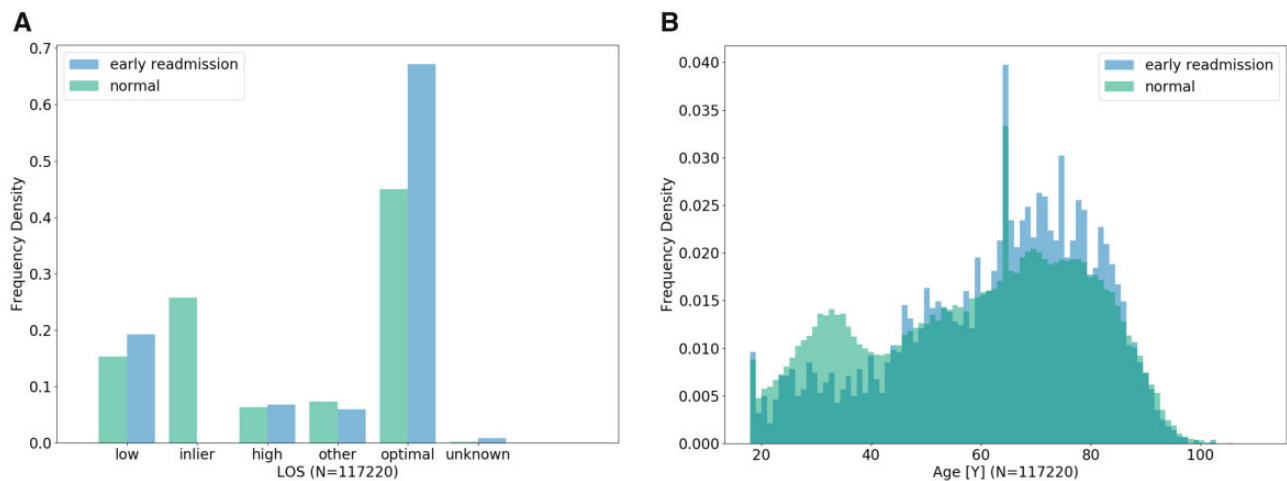 A
early readmission
normal
Frequency Density
0.7
0.6
0.5
0.4
0.3
0.2
0.1
0.0
low inlier high other optimal unknown
LOS (N=117220)
B
early readmission
normal
Frequency Density
0.040
0.035
0.030
0.025
0.020
0.015
0.010
0.005
0.000
20 40 60 80 100
Age [Y] (N=117220)